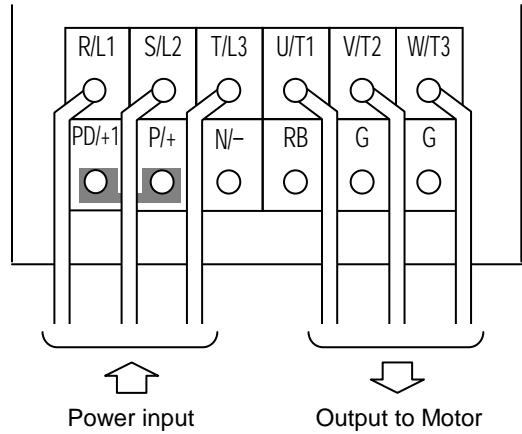 R/L1 S/L2 T/L3 U/T1 V/T2 W/T3
PD/+1 P/+ N/− RB G G
Power input Output to Motor